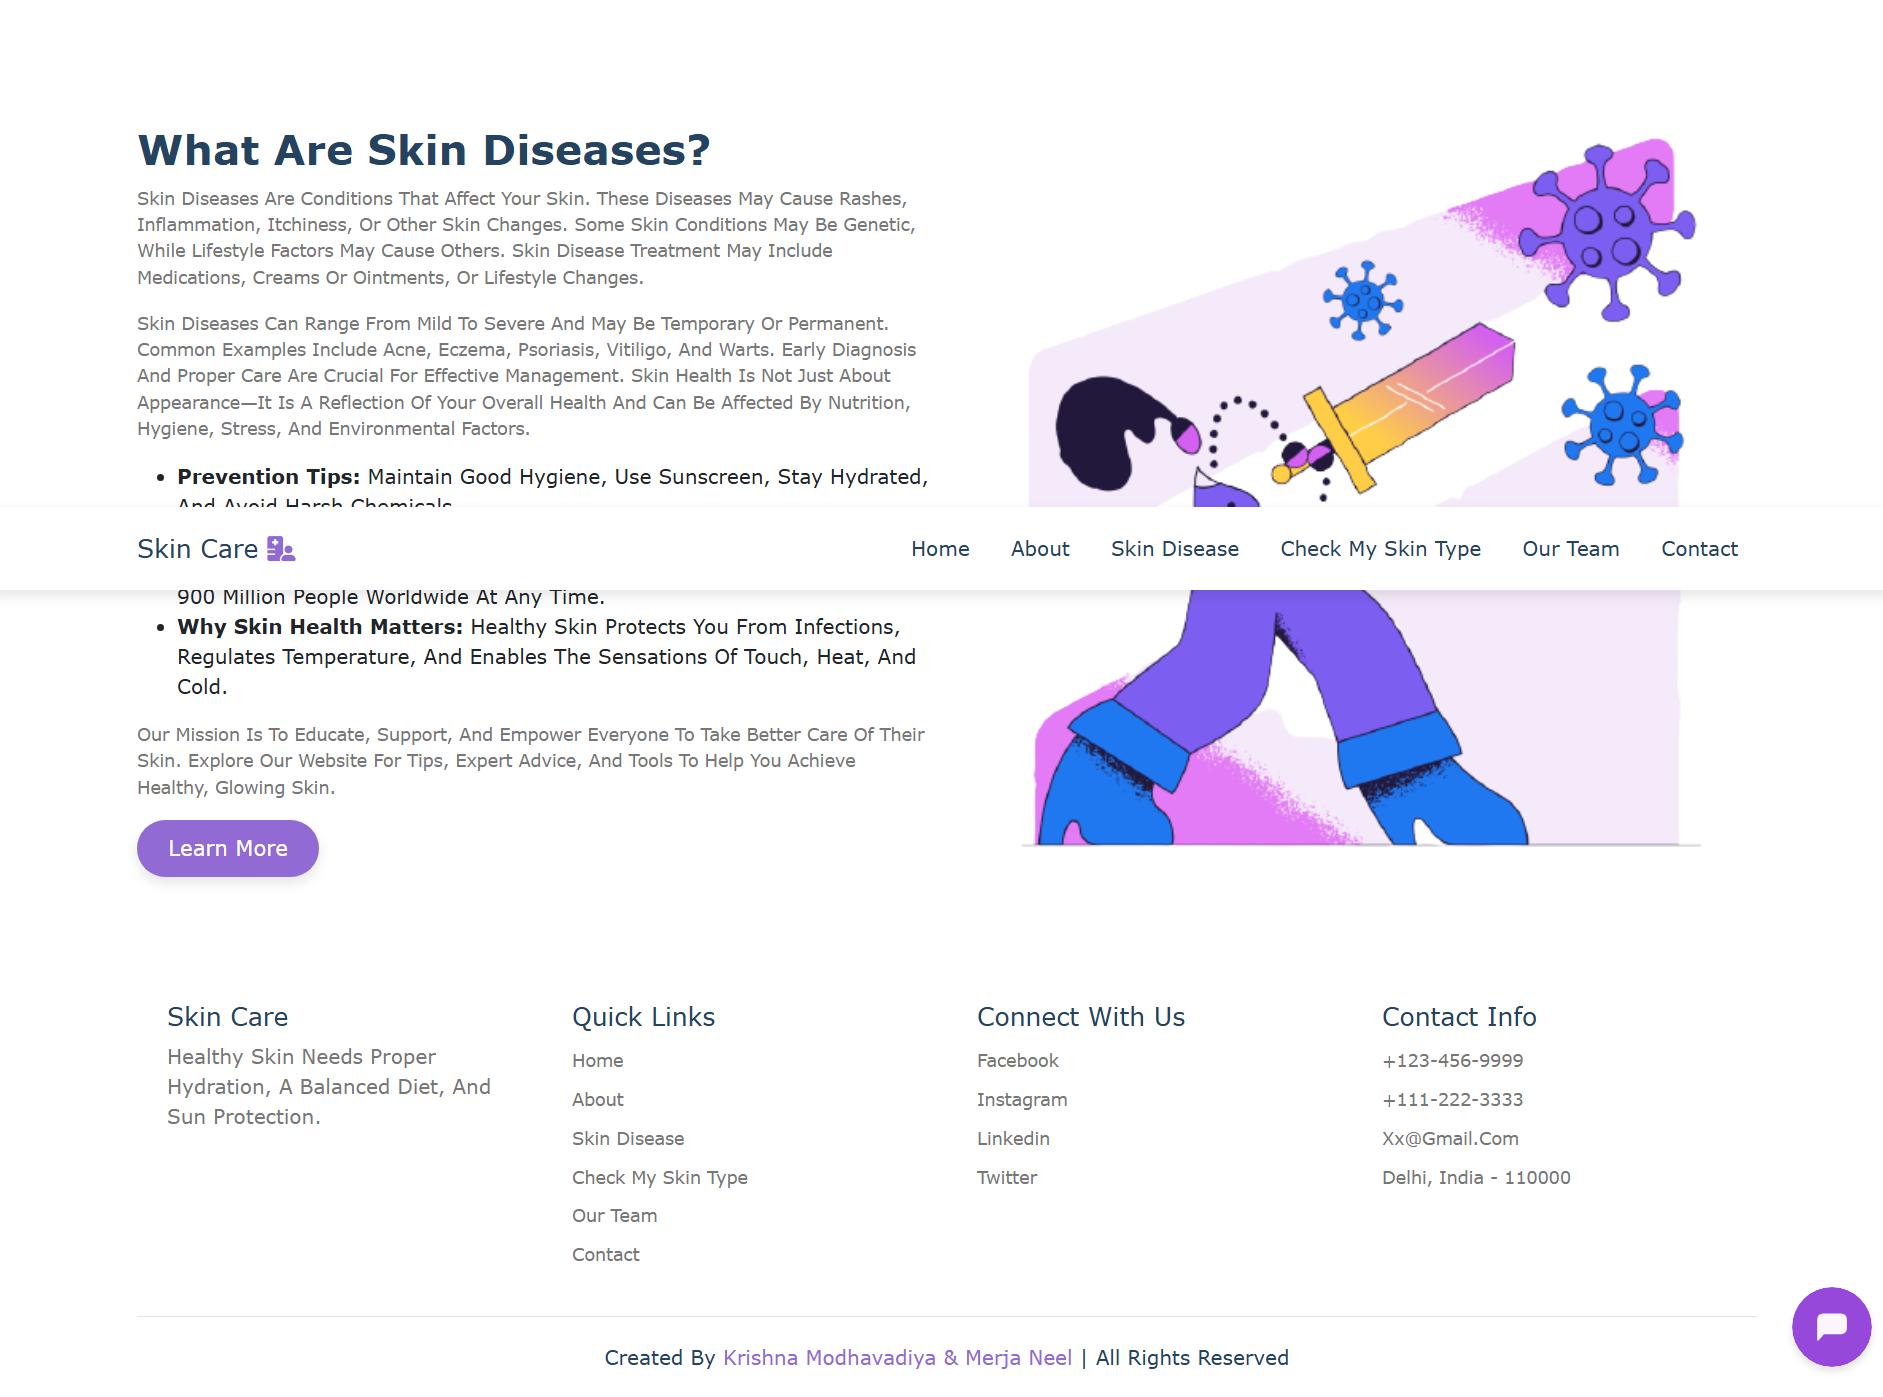 What Are Skin Diseases?
Skin Diseases Are Conditions That Affect Your Skin. These Diseases May Cause Rashes,
Inflammation, Itchiness, Or Other Skin Changes. Some Skin Conditions May Be Genetic,
While Lifestyle Factors May Cause Others. Skin Disease Treatment May Include
Medications, Creams Or Ointments, Or Lifestyle Changes.
Skin Diseases Can Range From Mild To Severe And May Be Temporary Or Permanent.
Common Examples Include Acne, Eczema, Psoriasis, Vitiligo, And Warts. Early Diagnosis
And Proper Care Are Crucial For Effective Management. Skin Health Is Not Just About
Appearance—It Is A Reflection Of Your Overall Health And Can Be Affected By Nutrition,
Hygiene, Stress, And Environmental Factors.
• Prevention Tips: Maintain Good Hygiene, Use Sunscreen, Stay Hydrated,
And Avoid Harsh Chemicals.
Skin Care
Home About Skin Disease Check My Skin Type Our Team Contact
900 Million People Worldwide At Any Time.
• Why Skin Health Matters: Healthy Skin Protects You From Infections,
Regulates Temperature, And Enables The Sensations Of Touch, Heat, And
Cold.
Our Mission Is To Educate, Support, And Empower Everyone To Take Better Care Of Their
Skin. Explore Our Website For Tips, Expert Advice, And Tools To Help You Achieve
Healthy, Glowing Skin.
Learn More
Skin Care
Healthy Skin Needs Proper
Hydration, A Balanced Diet, And
Sun Protection.
Quick Links
Home
About
Skin Disease
Check My Skin Type
Our Team
Contact
Connect With Us
Facebook
Instagram
Linkedin
Twitter
Contact Info
+123-456-9999
+111-222-3333
Xx@Gmail.Com
Delhi, India - 110000
Created By Krishna Modhavadiya & Merja Neel | All Rights Reserved